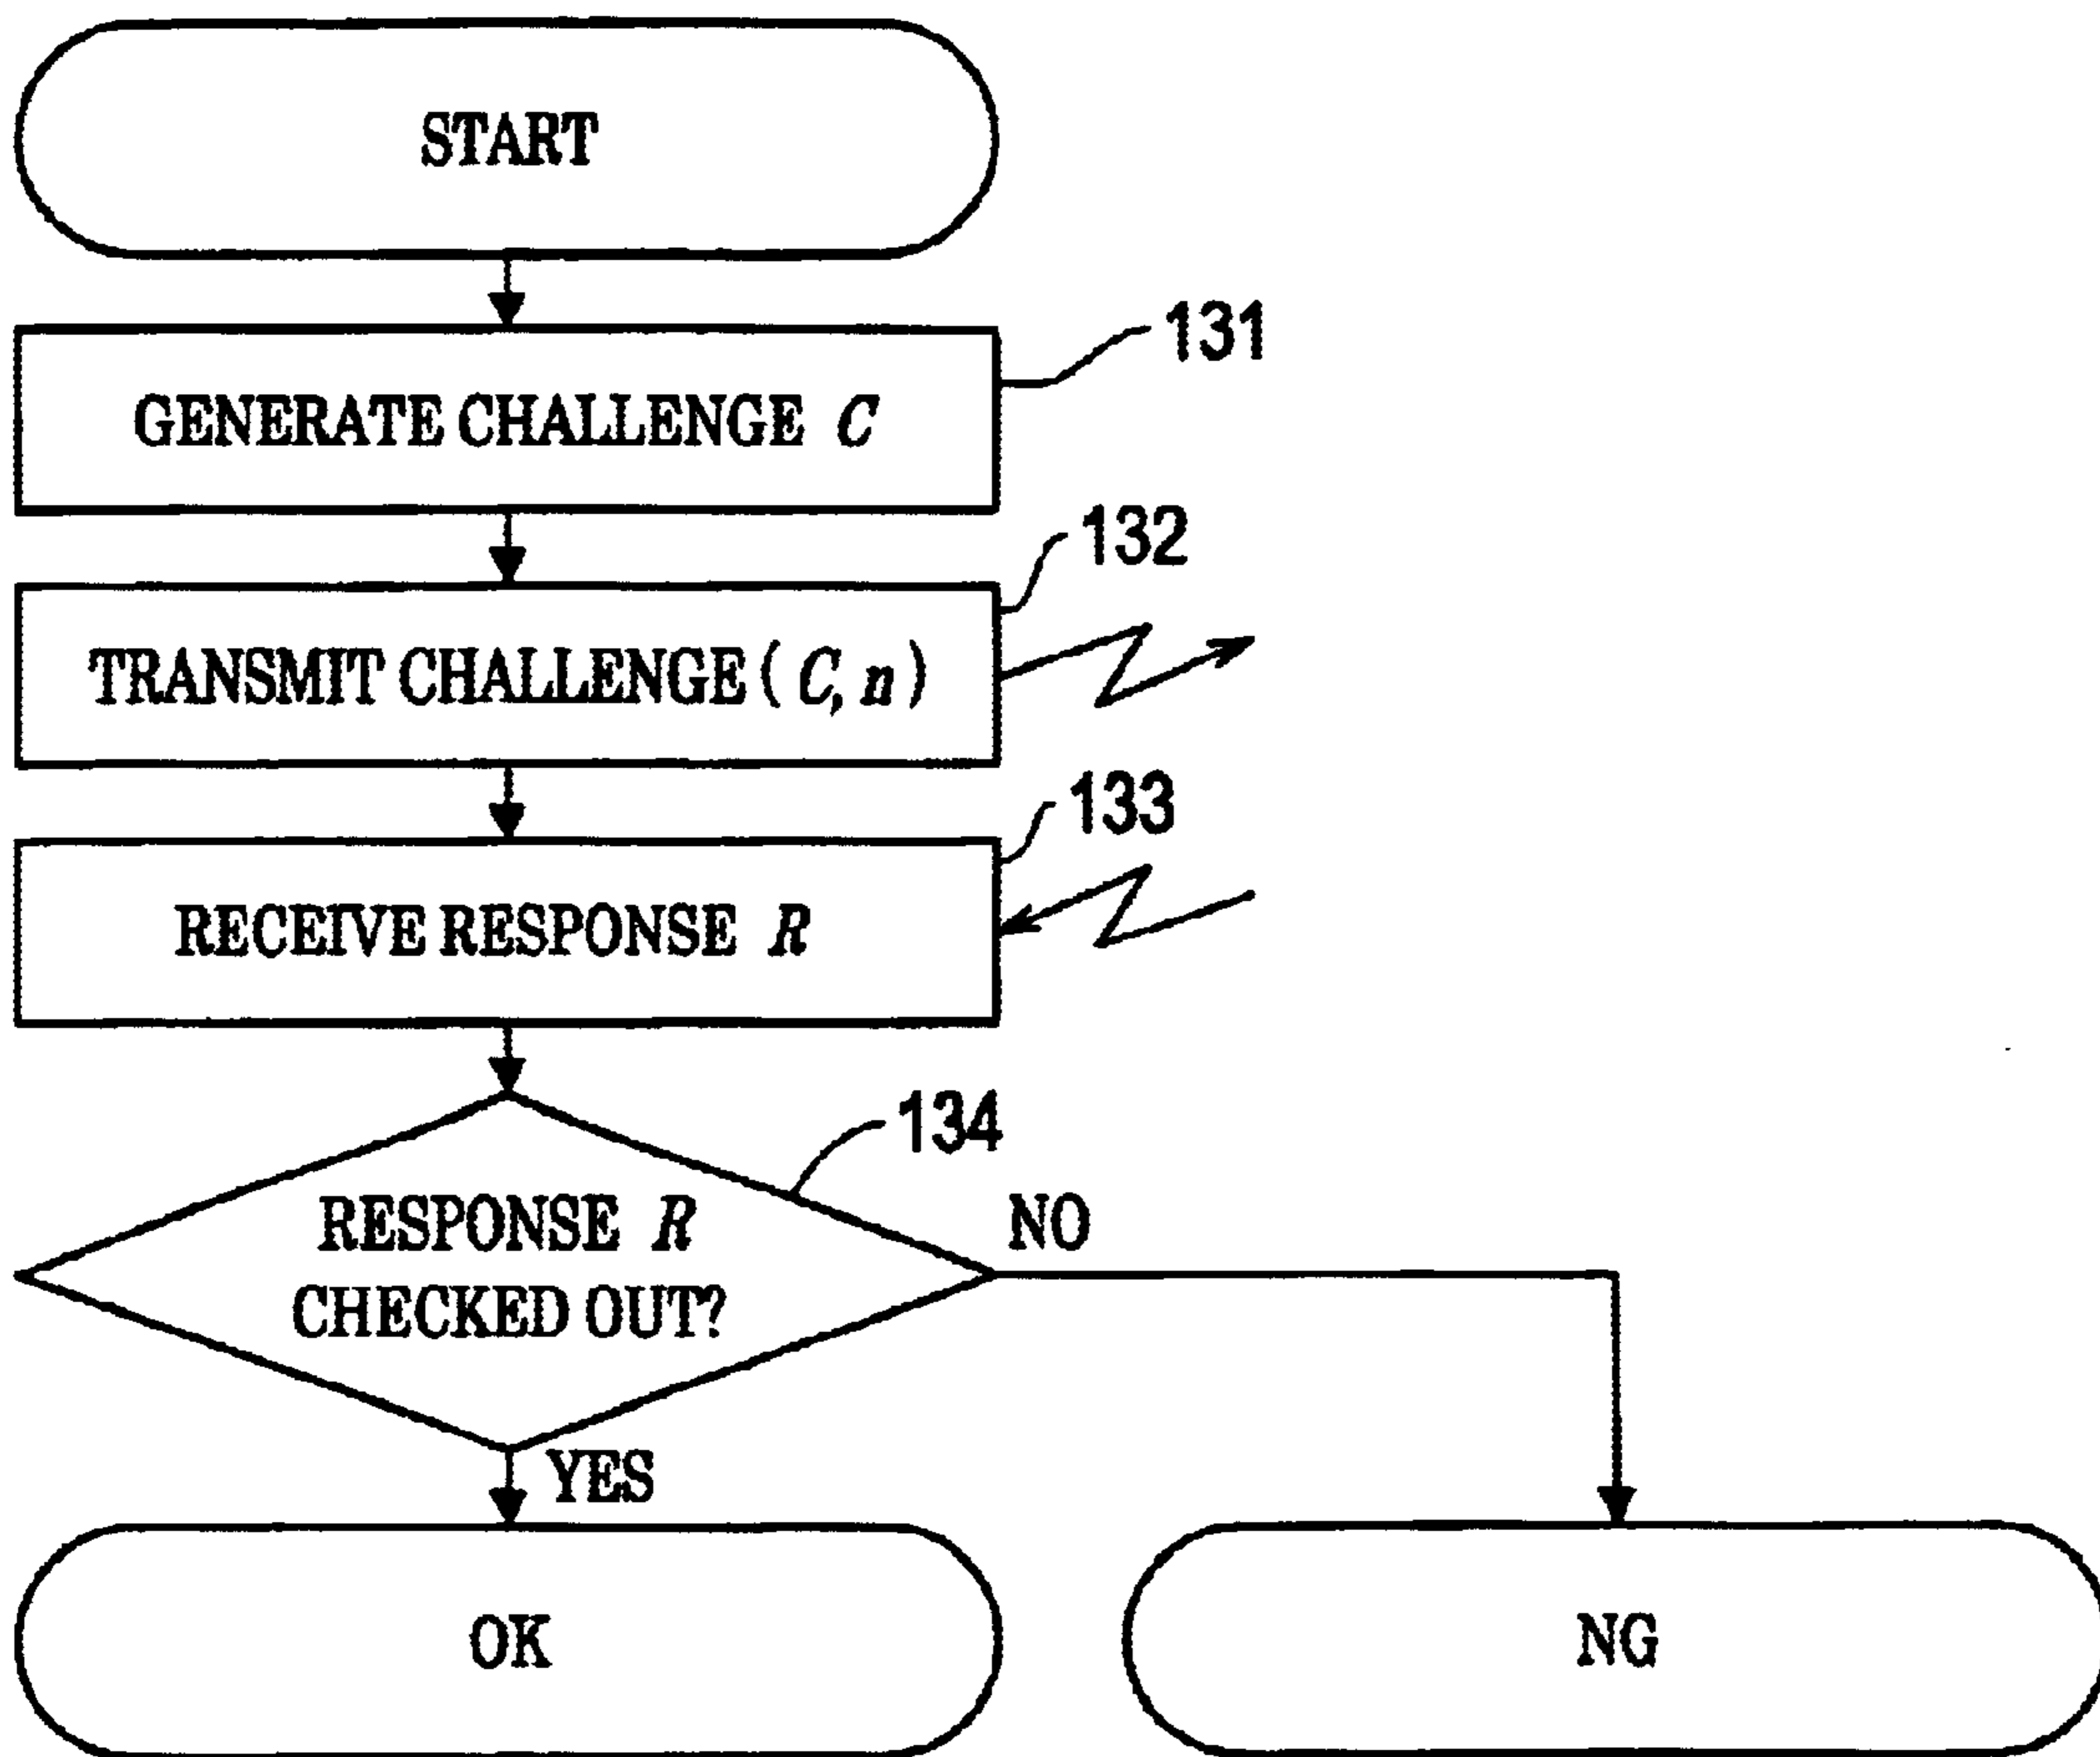 START
131
GENERATE CHALLENGE C
132
TRANSMIT CHALLENGE (C, n)
133
RECEIVE RESPONSE R
134
RESPONSE R
CHECKED OUT?
NO
YES
OK
NG